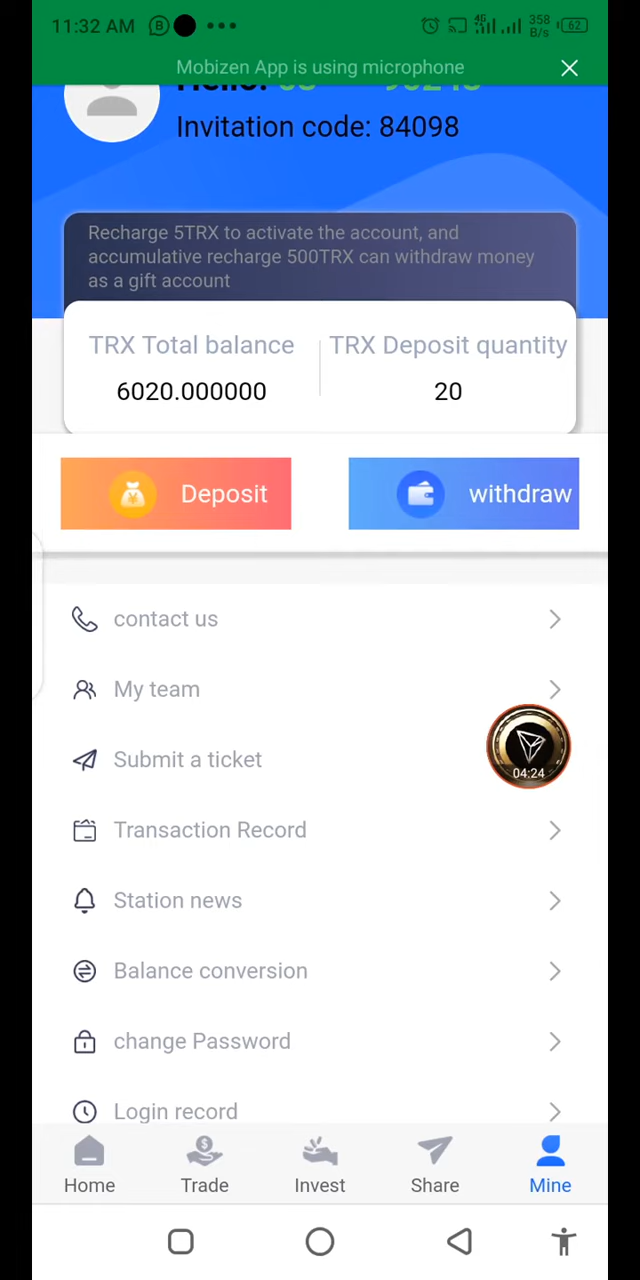 11:32 AM
4G
358 B/s
62
Mobizen App is using microphone
Invitation code: 84098
Recharge 5TRX to activate the account, and
accumulative recharge 500TRX can withdraw money
as a gift account
TRX Total balance
TRX Deposit quantity
6020.000000
20
Deposit
withdraw
contact us
My team
Submit a ticket
04:24
Transaction Record
Station news
Balance conversion
change Password
Login record
Home
Trade
Invest
Share
Mine